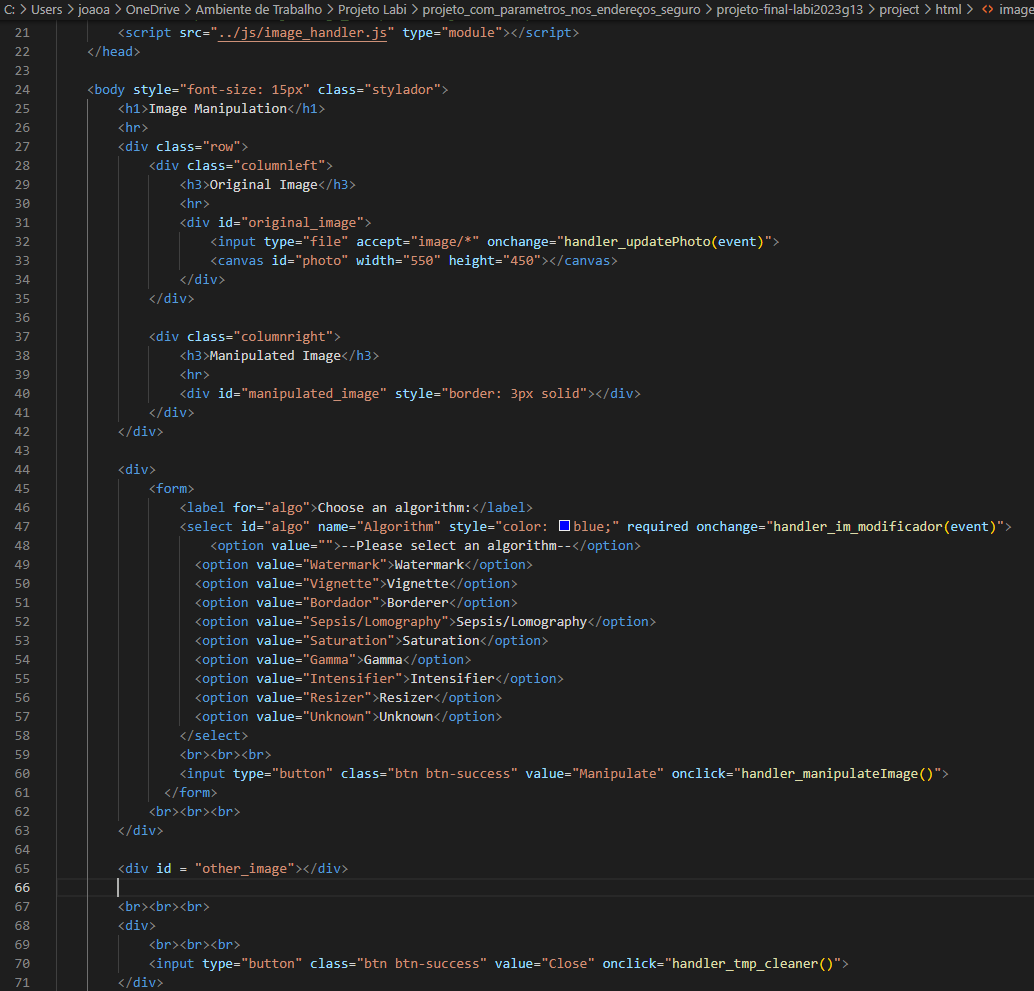 C: > Users > joaoa > OneDrive > Ambiente de Trabalho > Projeto Labi > projeto_com_parametros_nos_endereços_seguro > projeto-final-labi2023g13 > project > html > <> image
21 <script src="../js/image_handler.js" type="module"></script>
22 </head>
23
24 <body style="font-size: 15px" class="stylador">
25 <h1>Image Manipulation</h1>
26 <hr>
27 <div class="row">
28 <div class="columnleft">
29 <h3>Original Image</h3>
30 <hr>
31 <div id="original_image">
32 <input type="file" accept="image/*" onchange="handler_updatePhoto(event)">
33 <canvas id="photo" width="550" height="450"></canvas>
34 </div>
35 </div>
36
37 <div class="columnright">
38 <h3>Manipulated Image</h3>
39 <hr>
40 <div id="manipulated_image" style="border: 3px solid"></div>
41 </div>
42 </div>
43
44 <div>
45 <form>
46 <label for="algo">Choose an algorithm:</label>
47 <select id="algo" name="Algorithm" style="color: blue;" required onchange="handler_im_modificador(event)">
48 <option value="">--Please select an algorithm--</option>
49 <option value="Watermark">Watermark</option>
50 <option value="Vignette">Vignette</option>
51 <option value="Bordador">Borderer</option>
52 <option value="Sepsis/Lomography">Sepsis/Lomography</option>
53 <option value="Saturation">Saturation</option>
54 <option value="Gamma">Gamma</option>
55 <option value="Intensifier">Intensifier</option>
56 <option value="Resizer">Resizer</option>
57 <option value="Unknown">Unknown</option>
58 </select>
59 <br><br><br>
60 <input type="button" class="btn btn-success" value="Manipulate" onclick="handler_manipulateImage()">
61 </form>
62 <br><br><br>
63 </div>
64
65 <div id = "other_image"></div>
66
67 <br><br><br>
68 <div>
69 <br><br><br>
70 <input type="button" class="btn btn-success" value="Close" onclick="handler_tmp_cleaner()">
71 </div>